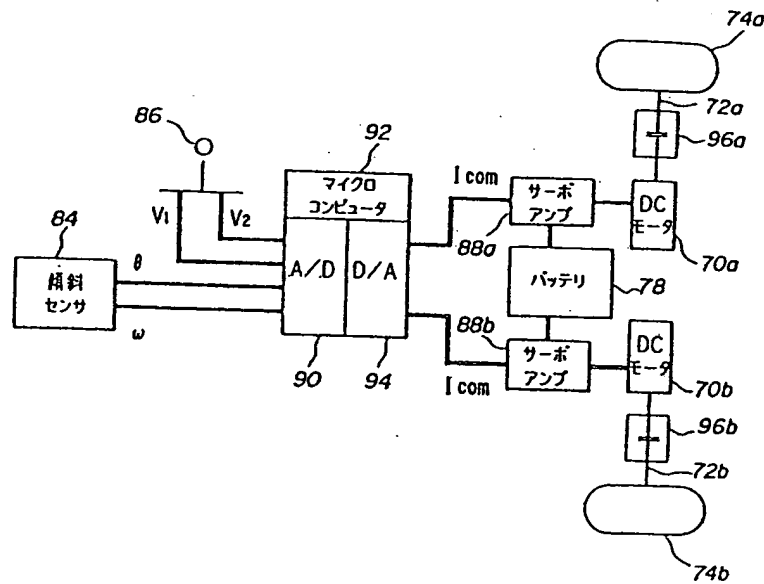 74a
72a
86
92
96a
マイクロ
コンピュータ
I com
サーボ
アンプ
DC
モータ
V1
V2
88a
84
θ
A/D
D/A
70a
傾斜
センサ
バッテリ
78
ω
88b
DC
モータ
90
94
サーボ
アンプ
70b
I com
96b
72b
74b